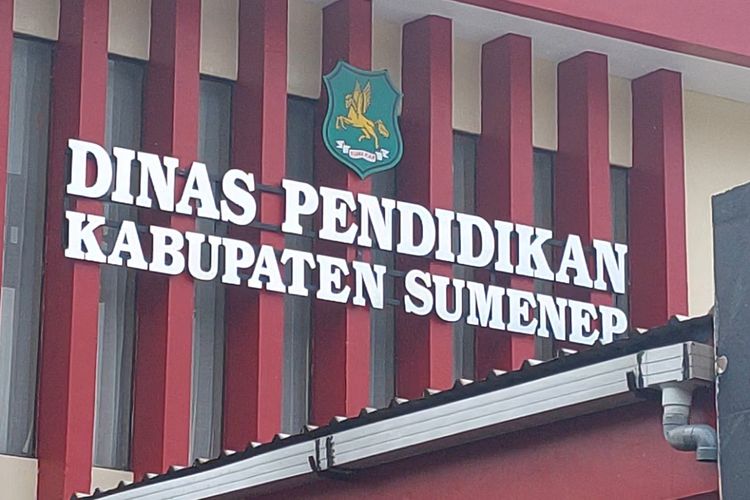 DINAS PENDIDIKAN
KABUPATEN SUMENEP